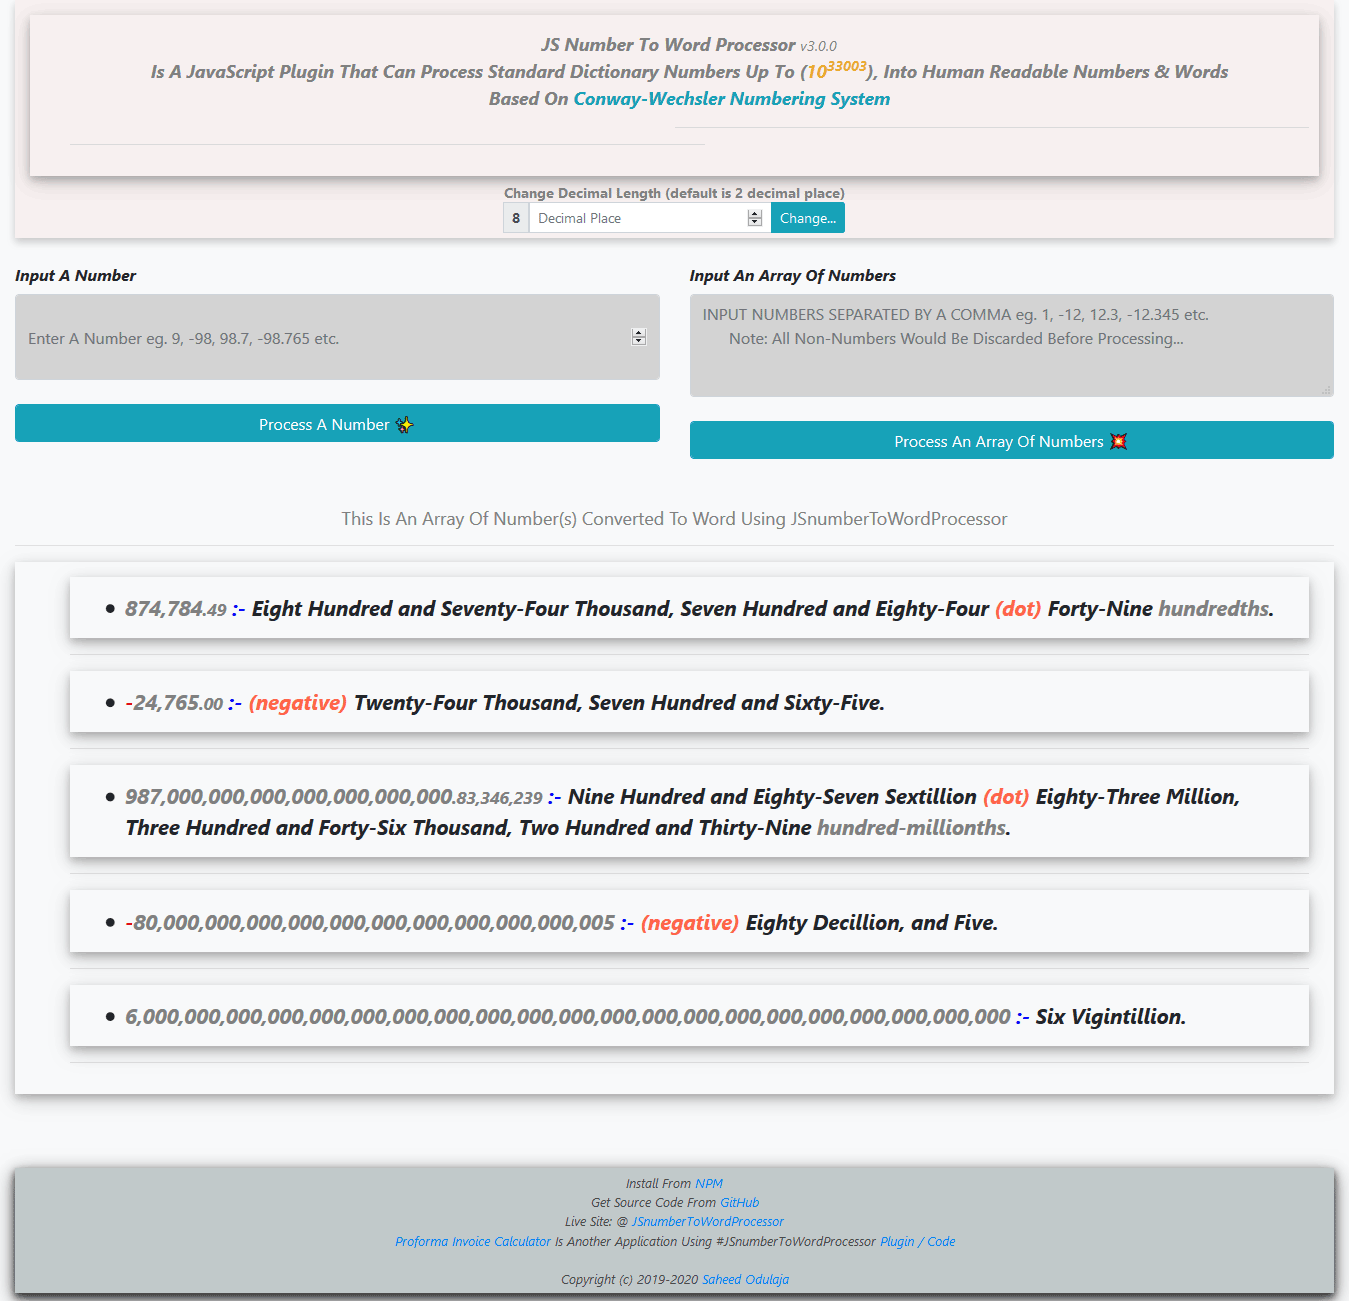 JS Number To Word Processor v3.0.0
Is A JavaScript Plugin That Can Process Standard Dictionary Numbers Up To (10^33003), Into Human Readable Numbers & Words
Based On Conway-Wechsler Numbering System
Change Decimal Length (default is 2 decimal place)
8 Decimal Place Change...
Input A Number
Enter A Number eg. 9, -98, 98.7, -98.765 etc.
Process A Number ✨
Input An Array Of Numbers
INPUT NUMBERS SEPARATED BY A COMMA eg. 1, -12, 12.3, -12.345 etc.
Note: All Non-Numbers Would Be Discarded Before Processing...
Process An Array Of Numbers 💥
This Is An Array Of Number(s) Converted To Word Using JSnumberToWordProcessor
• 874,784.49 :- Eight Hundred and Seventy-Four Thousand, Seven Hundred and Eighty-Four (dot) Forty-Nine hundredths.
• -24,765.00 :- (negative) Twenty-Four Thousand, Seven Hundred and Sixty-Five.
• 987,000,000,000,000,000,000,000.83,346,239 :- Nine Hundred and Eighty-Seven Sextillion (dot) Eighty-Three Million,
Three Hundred and Forty-Six Thousand, Two Hundred and Thirty-Nine hundred-millionths.
• -80,000,000,000,000,000,000,000,000,000,000,005 :- (negative) Eighty Decillion, and Five.
• 6,000,000,000,000,000,000,000,000,000,000,000,000,000,000,000,000,000,000,000,000 :- Six Vigintillion.
Install From NPM
Get Source Code From GitHub
Live Site: @ JSnumberToWordProcessor
Proforma Invoice Calculator Is Another Application Using #JSnumberToWordProcessor Plugin / Code
Copyright (c) 2019-2020 Saheed Odulaja